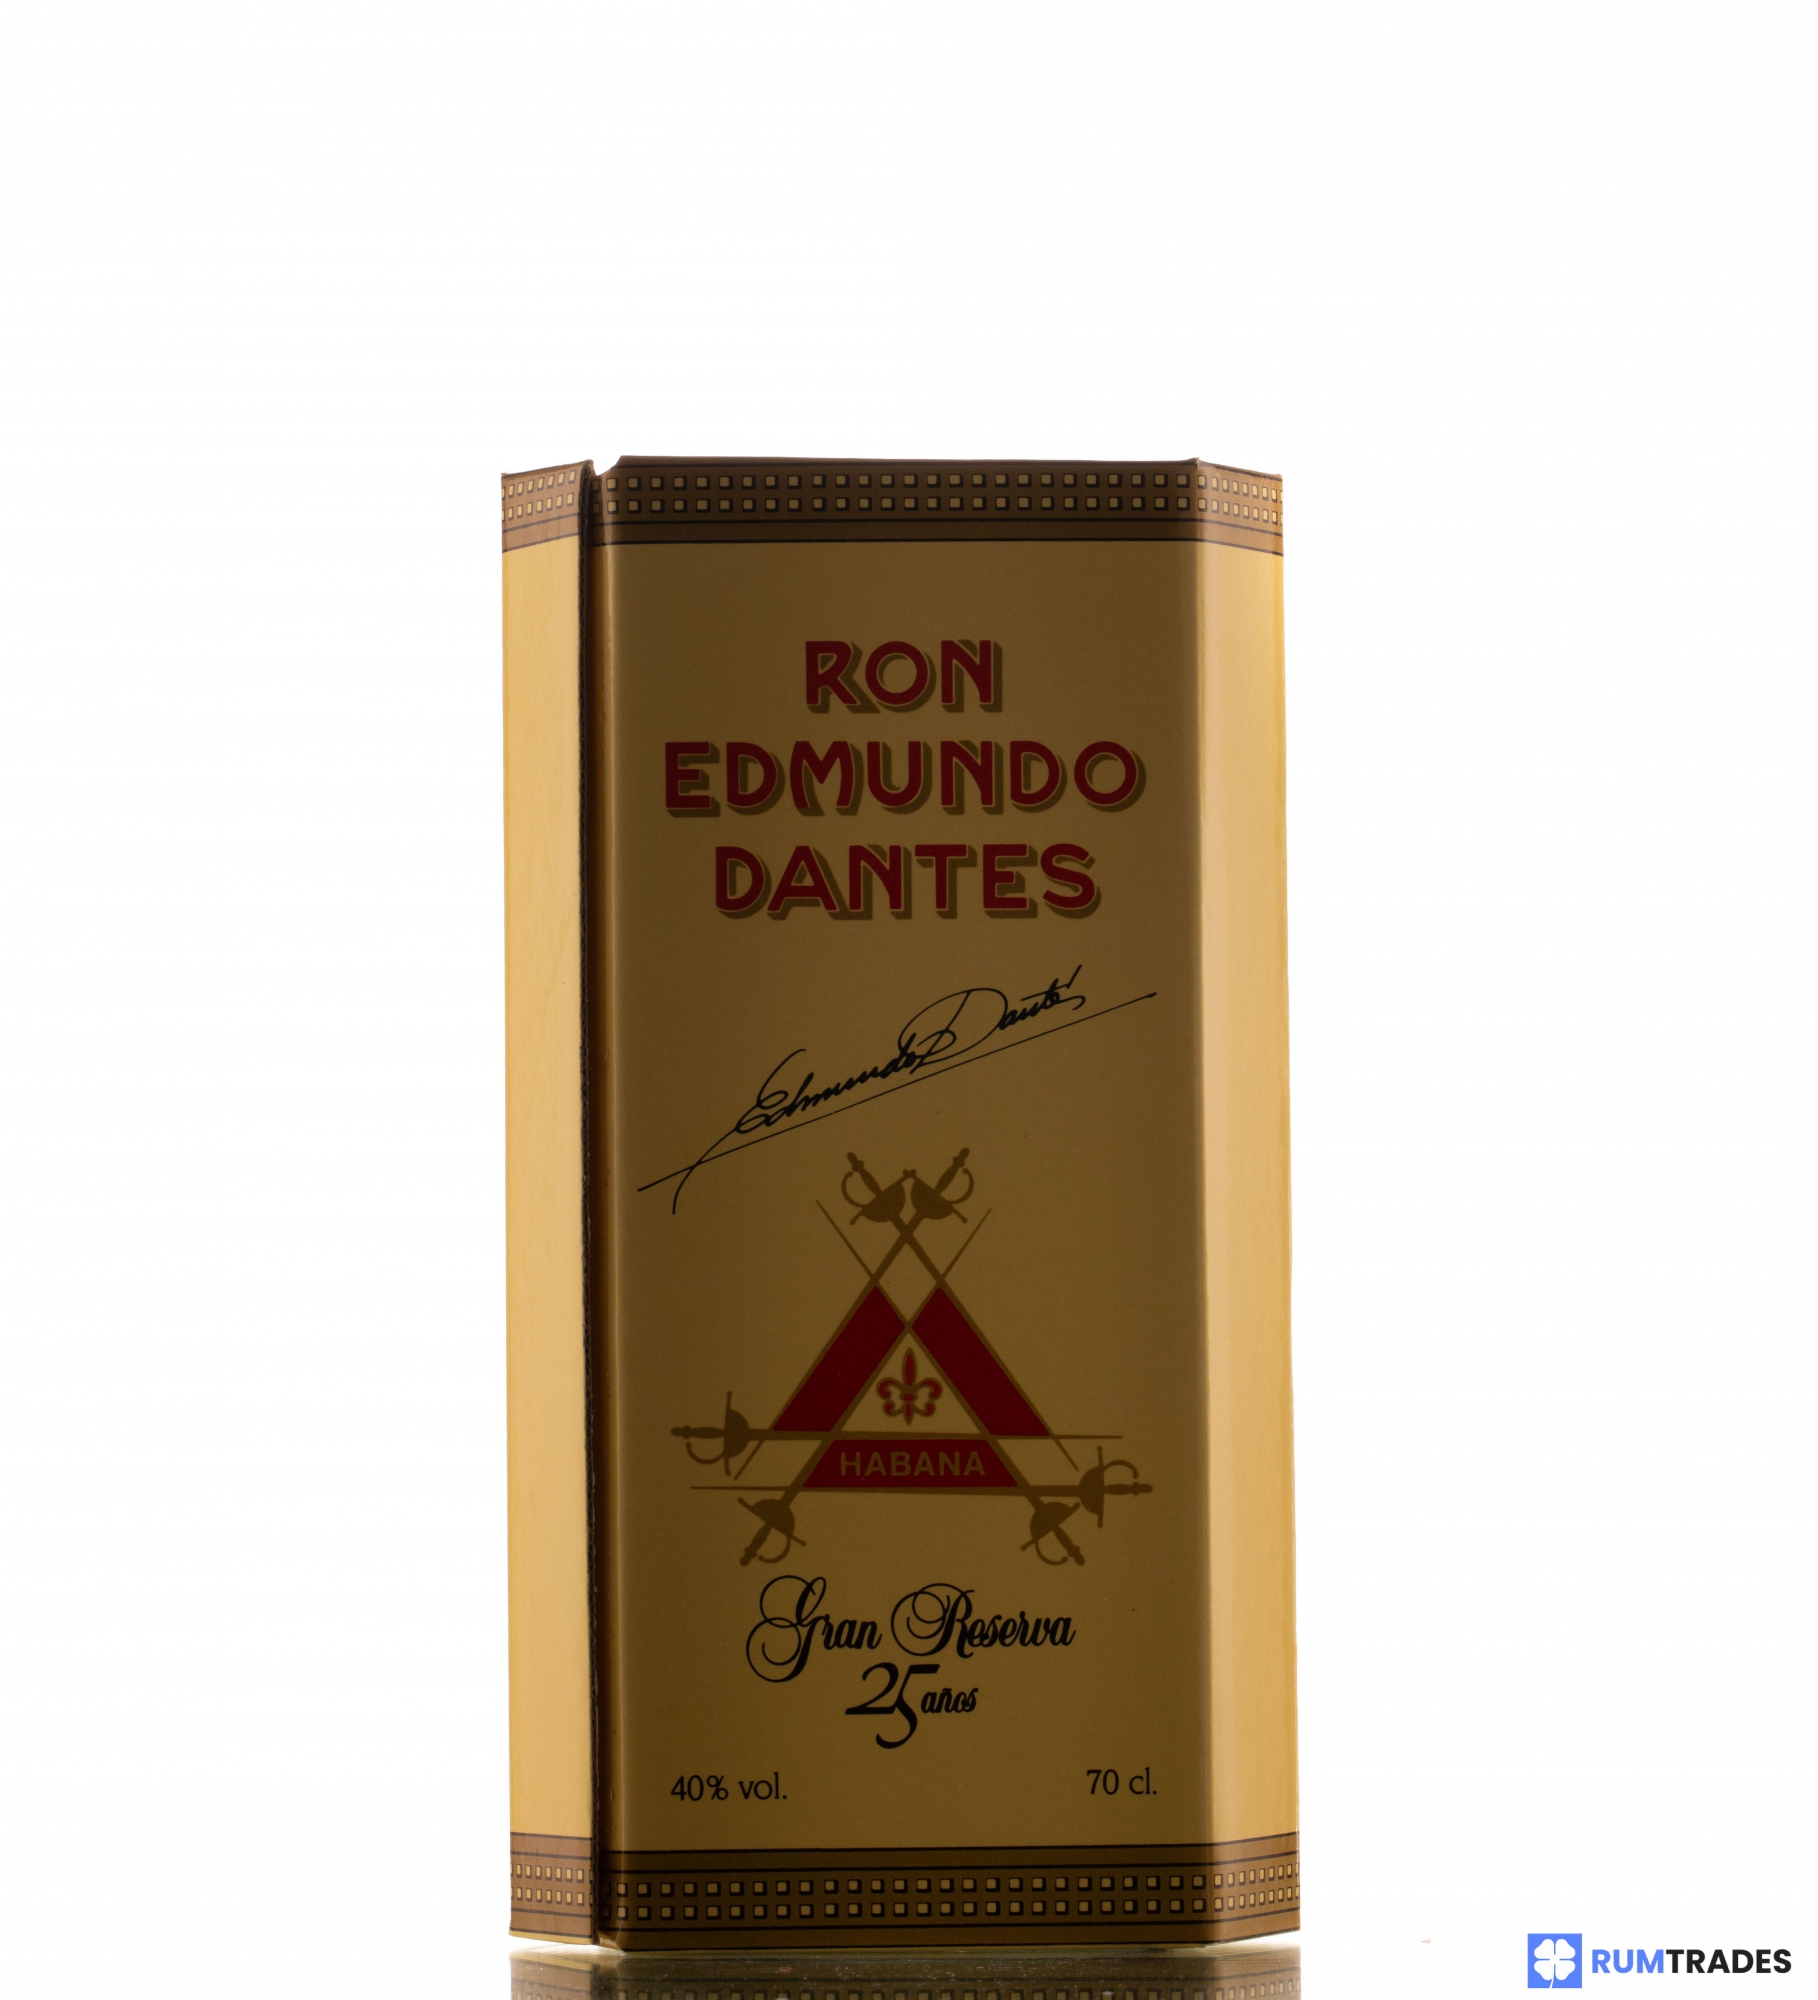 RON
EDMUNDO
DANTES
Edmundo Dantés
HABANA
Gran Reserva
25 años
40% vol. 70 cl.
RUMTRADES